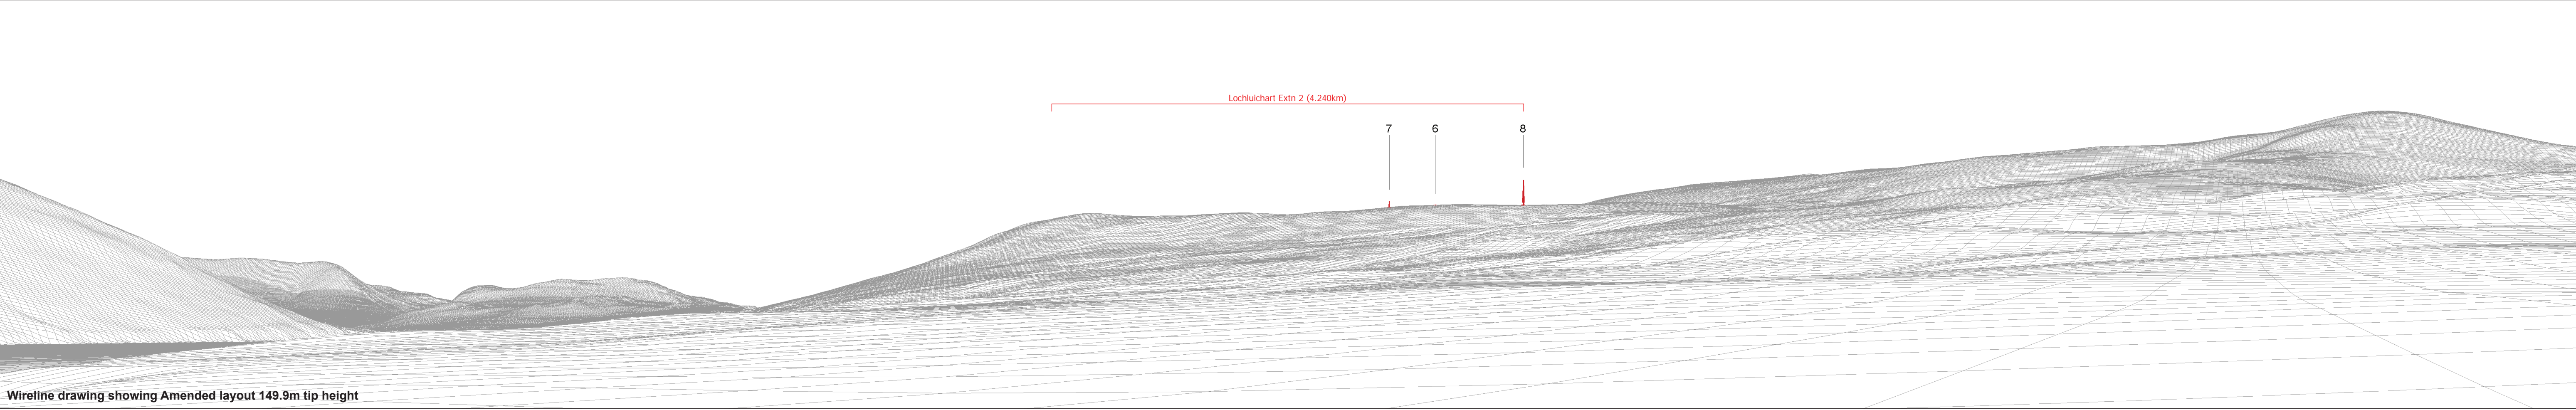 Lochluichart Extn 2 (4.240km)
7 6 8
Wireline drawing showing Amended layout 149.9m tip height